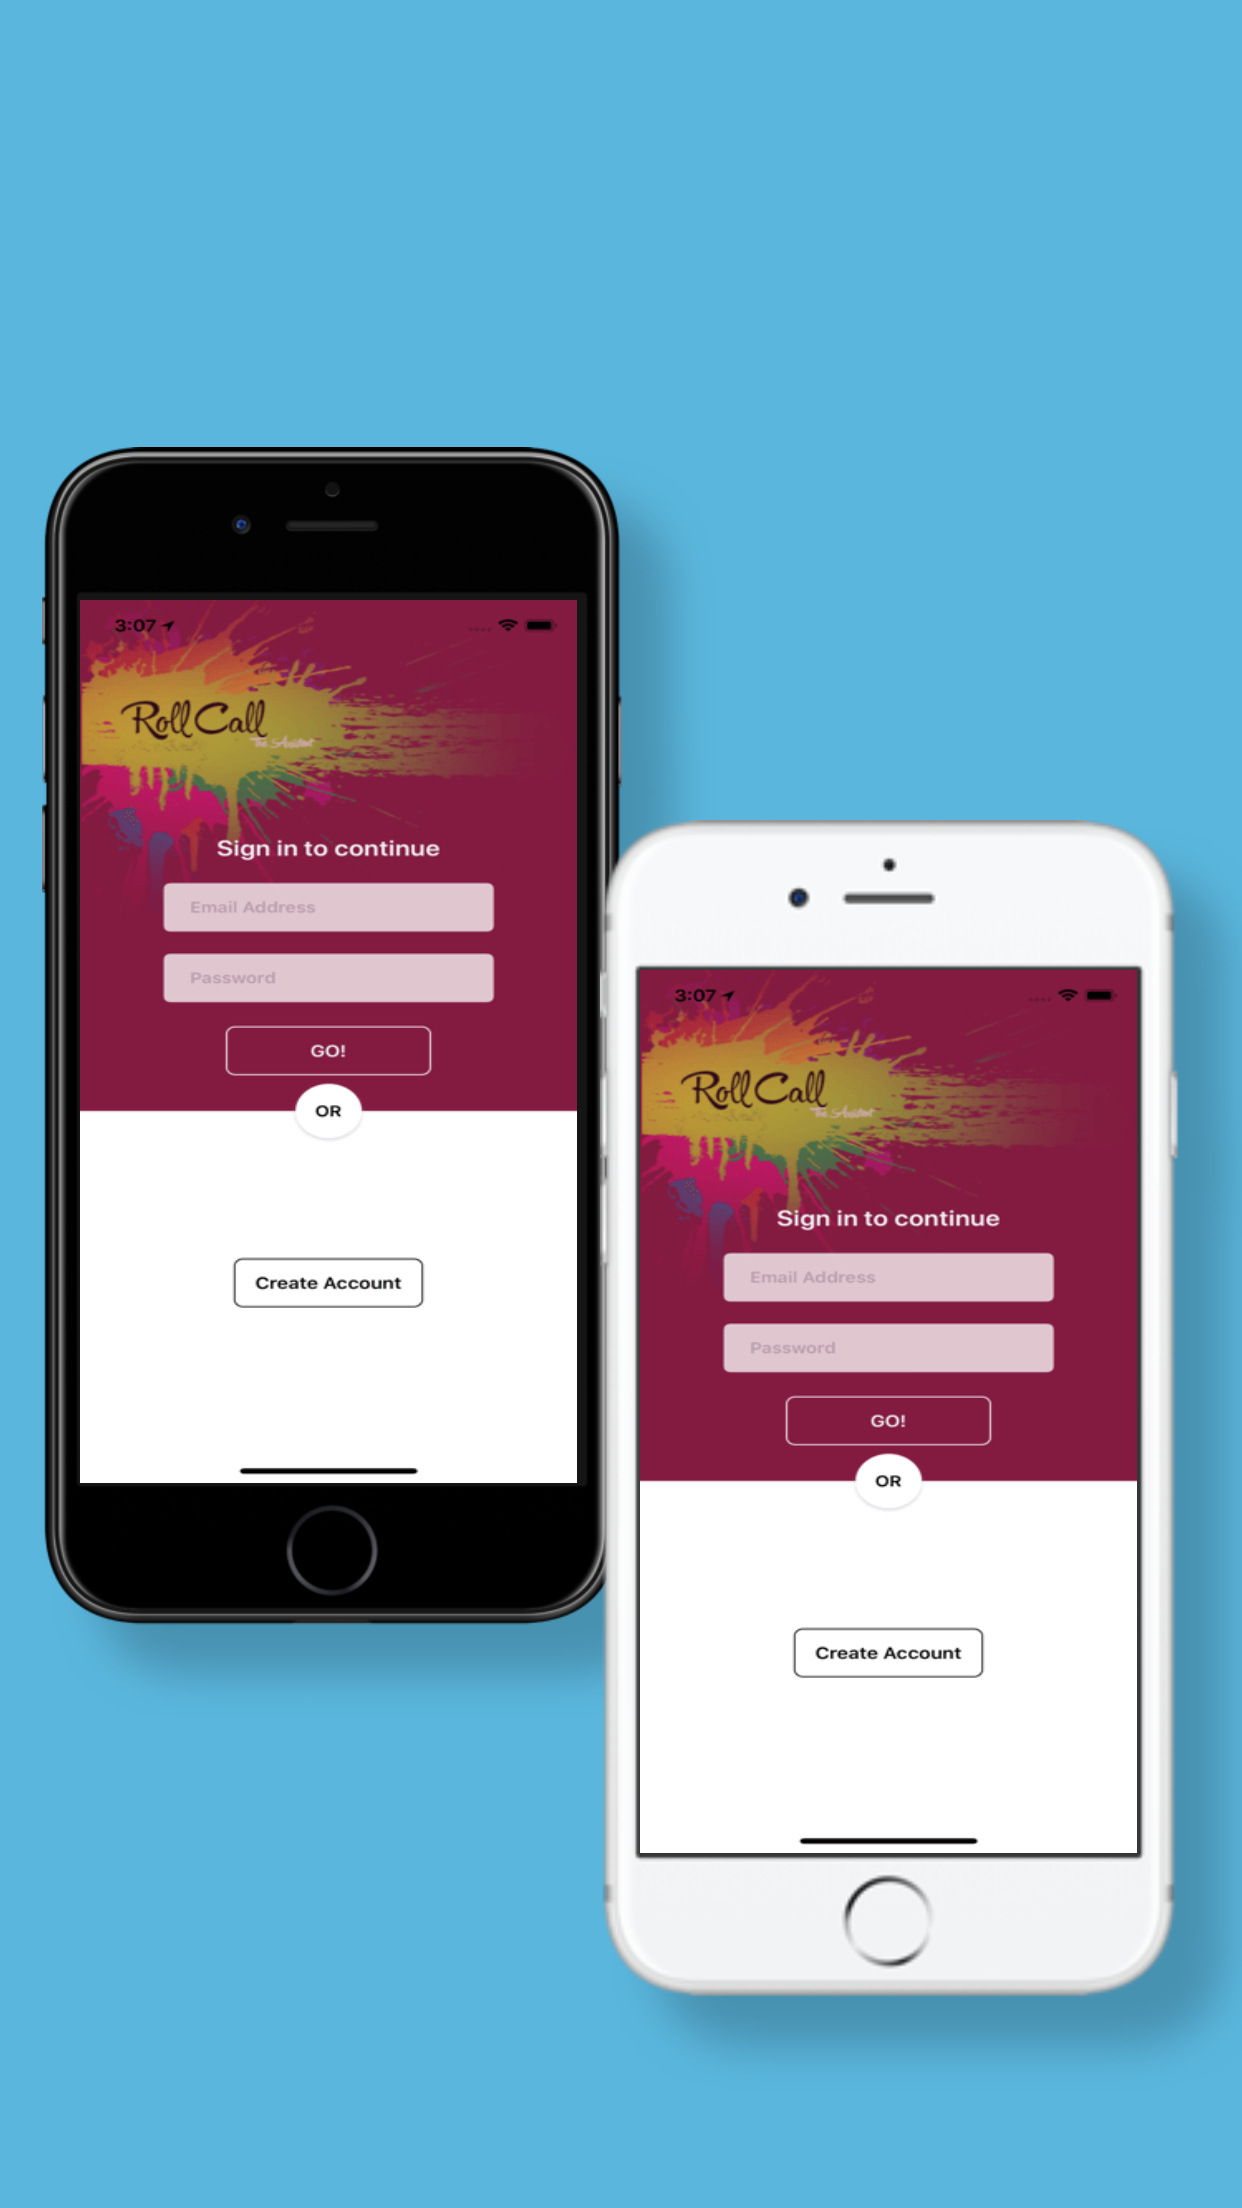 3:07
Roll Call
The Assistant
Sign in to continue
Email Address
Password
GO!
OR
Create Account
3:07
Roll Call
The Assistant
Sign in to continue
Email Address
Password
GO!
OR
Create Account